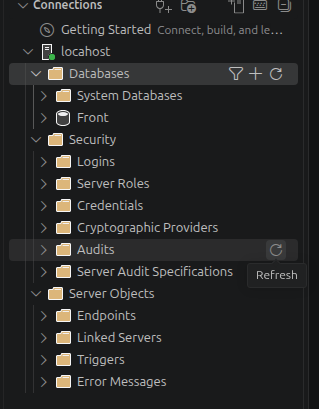 Connections
Getting Started Connect, build, and le...
locahost
Databases
System Databases
Front
Security
Logins
Server Roles
Credentials
Cryptographic Providers
Audits
Server Audit Specifications
Refresh
Server Objects
Endpoints
Linked Servers
Triggers
Error Messages